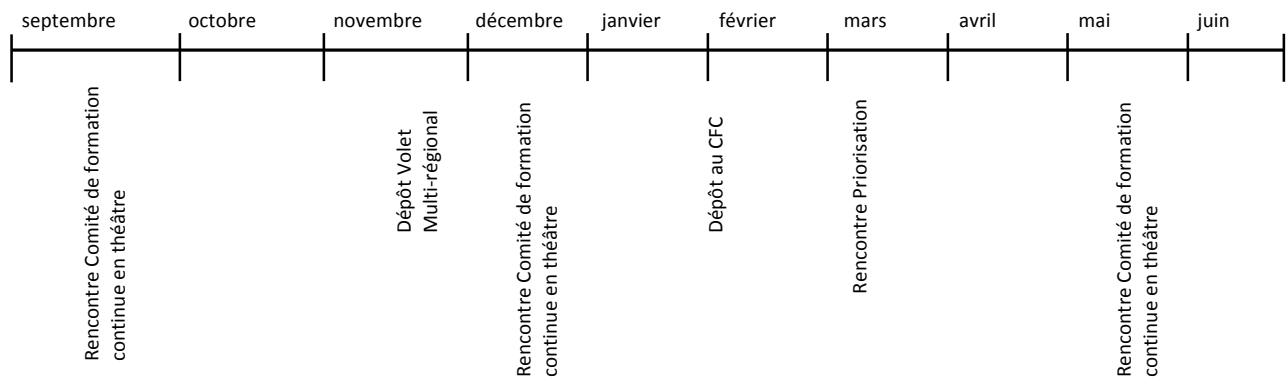 septembre octobre novembre décembre janvier février mars avril mai juin
Rencontre Comité de formation
continue en théâtre
Dépôt Volet
Multi-régional
Rencontre Comité de formation
continue en théâtre
Dépôt au CFC
Rencontre Priorisation
Rencontre Comité de formation
continue en théâtre